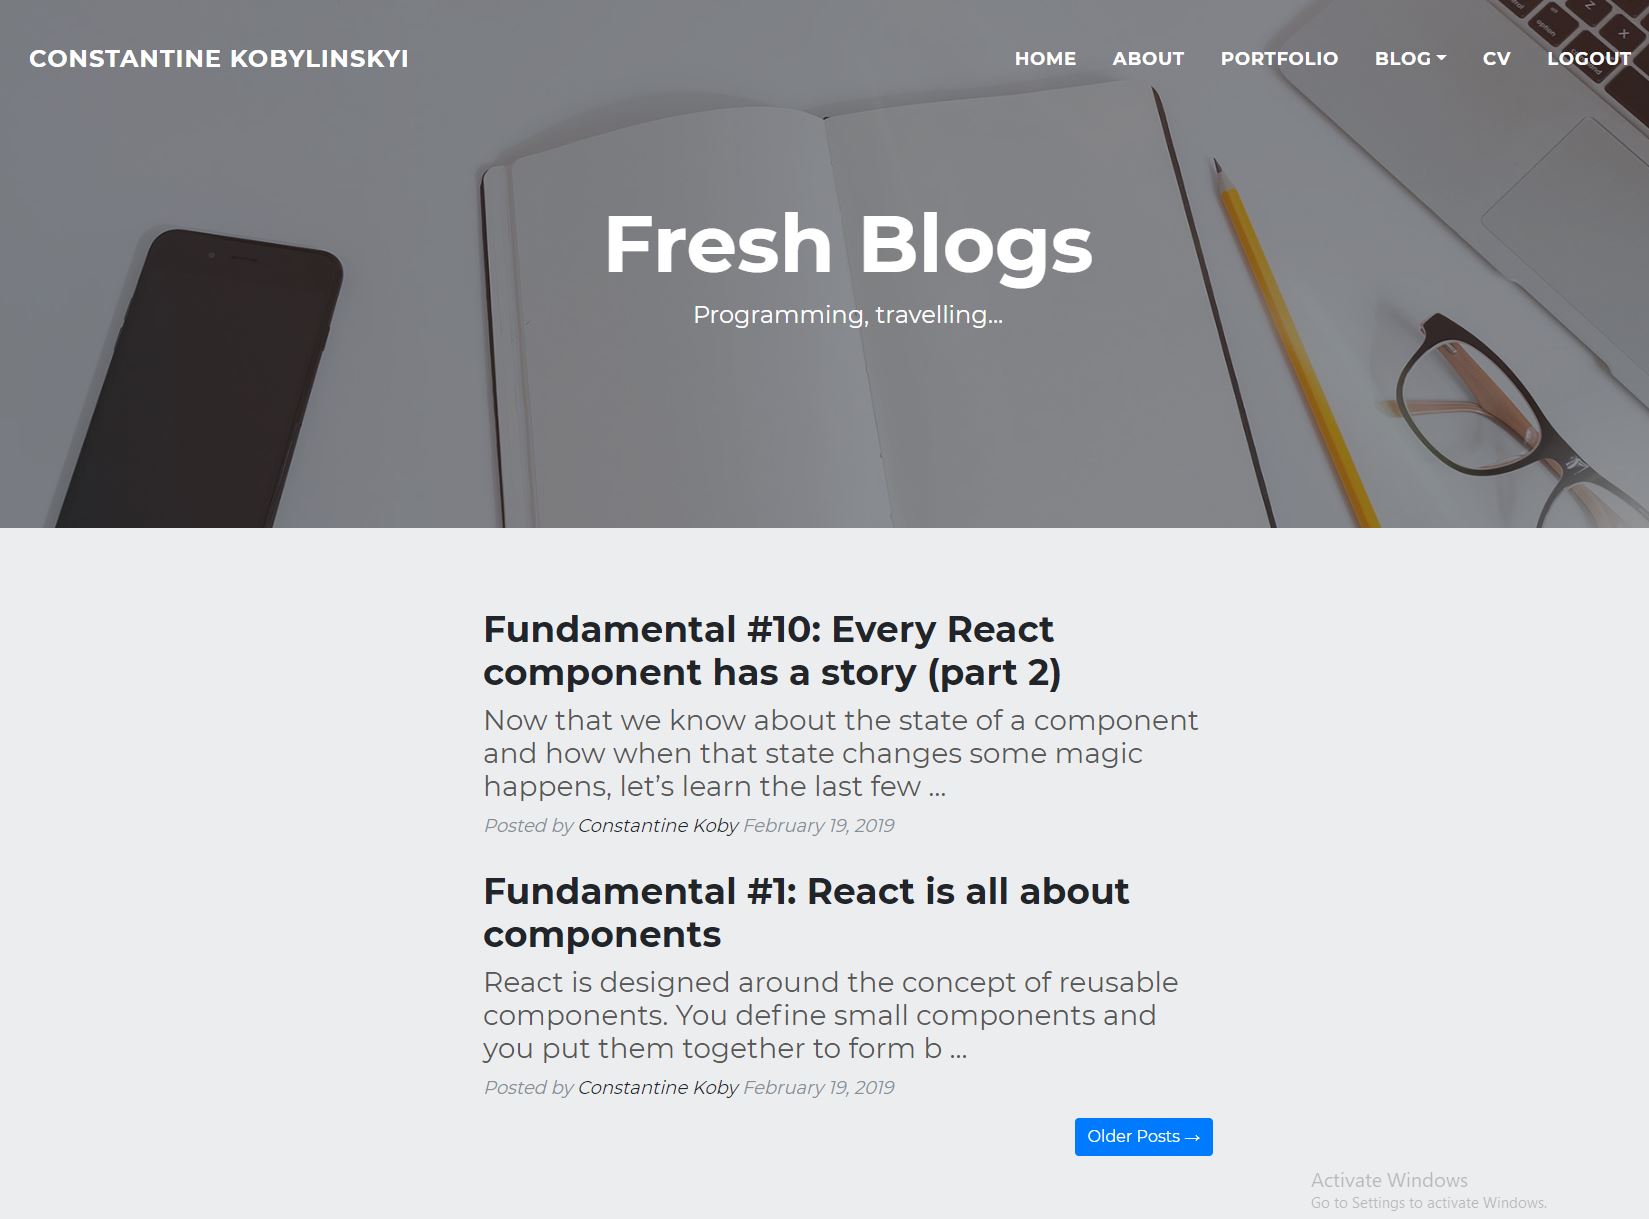 CONSTANTINE KOBYLINSKYI
HOME ABOUT PORTFOLIO BLOG CV LOGOUT
Fresh Blogs
Programming, travelling...
Fundamental #10: Every React
component has a story (part 2)
Now that we know about the state of a component
and how when that state changes some magic
happens, let’s learn the last few ...
Posted by Constantine Koby February 19, 2019
Fundamental #1: React is all about
components
React is designed around the concept of reusable
components. You define small components and
you put them together to form b ...
Posted by Constantine Koby February 19, 2019
Older Posts →
Activate Windows
Go to Settings to activate Windows.